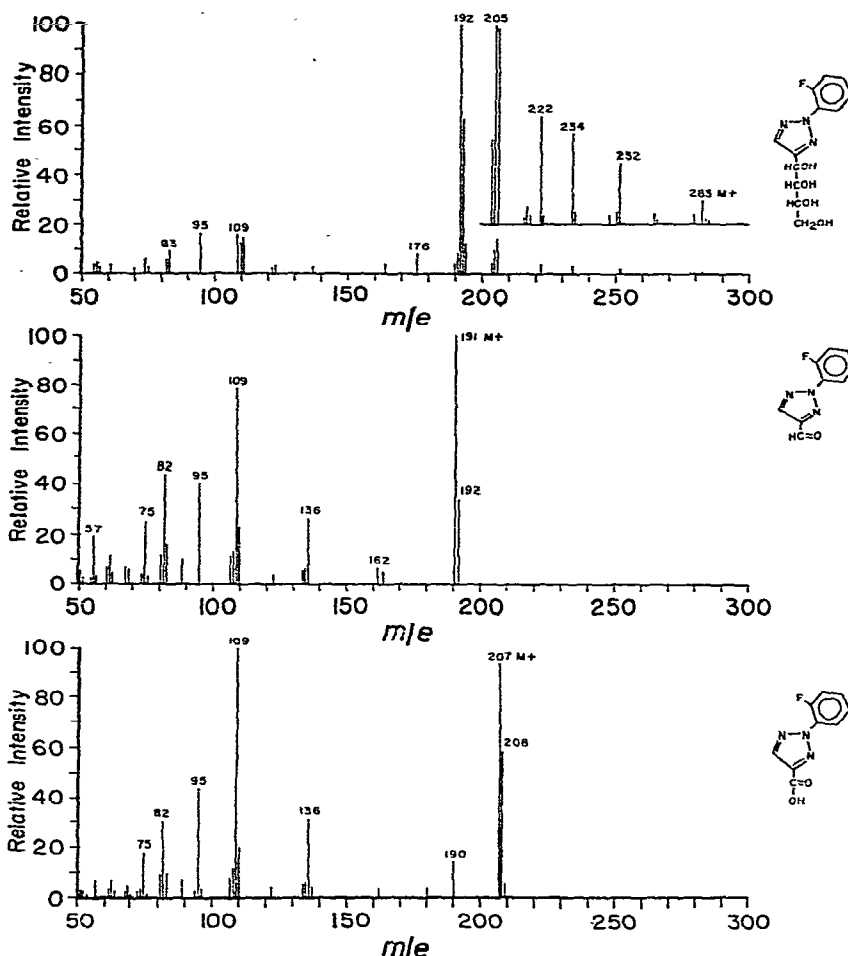 100
80
60
40
20
0
Relative Intensity
192
205
222
234
252
283 M+
83
95
109
176
50
100
150
200
250
300
m/e
F
N
N
N
HCOH
HCOH
HCOH
CH2OH
100
80
60
40
20
0
Relative Intensity
191 M+
192
109
82
95
75
57
136
162
50
100
150
200
250
300
m/e
F
N
N
N
HC=O
100
80
60
40
20
0
Relative Intensity
109
207 M+
208
95
82
75
136
190
50
100
150
200
250
300
m/e
F
N
N
N
C=O
OH